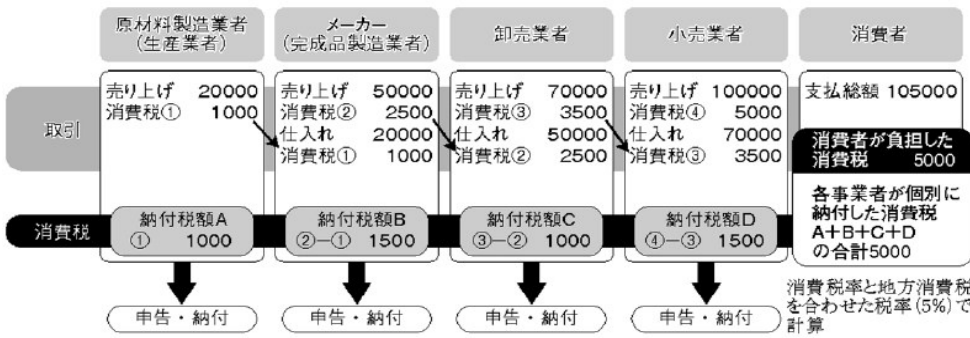 原材料製造業者
(生産業者)
メーカー
(完成品製造業者)
卸売業者
小売業者
消費者
取引
売り上げ 20000
消費税① 1000
売り上げ 50000
消費税② 2500
仕入れ 20000
消費税① 1000
売り上げ 70000
消費税③ 3500
仕入れ 50000
消費税② 2500
売り上げ 100000
消費税④ 5000
仕入れ 70000
消費税③ 3500
支払総額 105000
消費者が負担した
消費税 5000
各事業者が個別に
納付した消費税
A+B+C+D
の合計5000
消費税
納付税額A
① 1000
納付税額B
②－① 1500
納付税額C
③－② 1000
納付税額D
④－③ 1500
申告・納付
申告・納付
申告・納付
申告・納付
消費税率と地方消費税
を合わせた税率(5%)で
計算